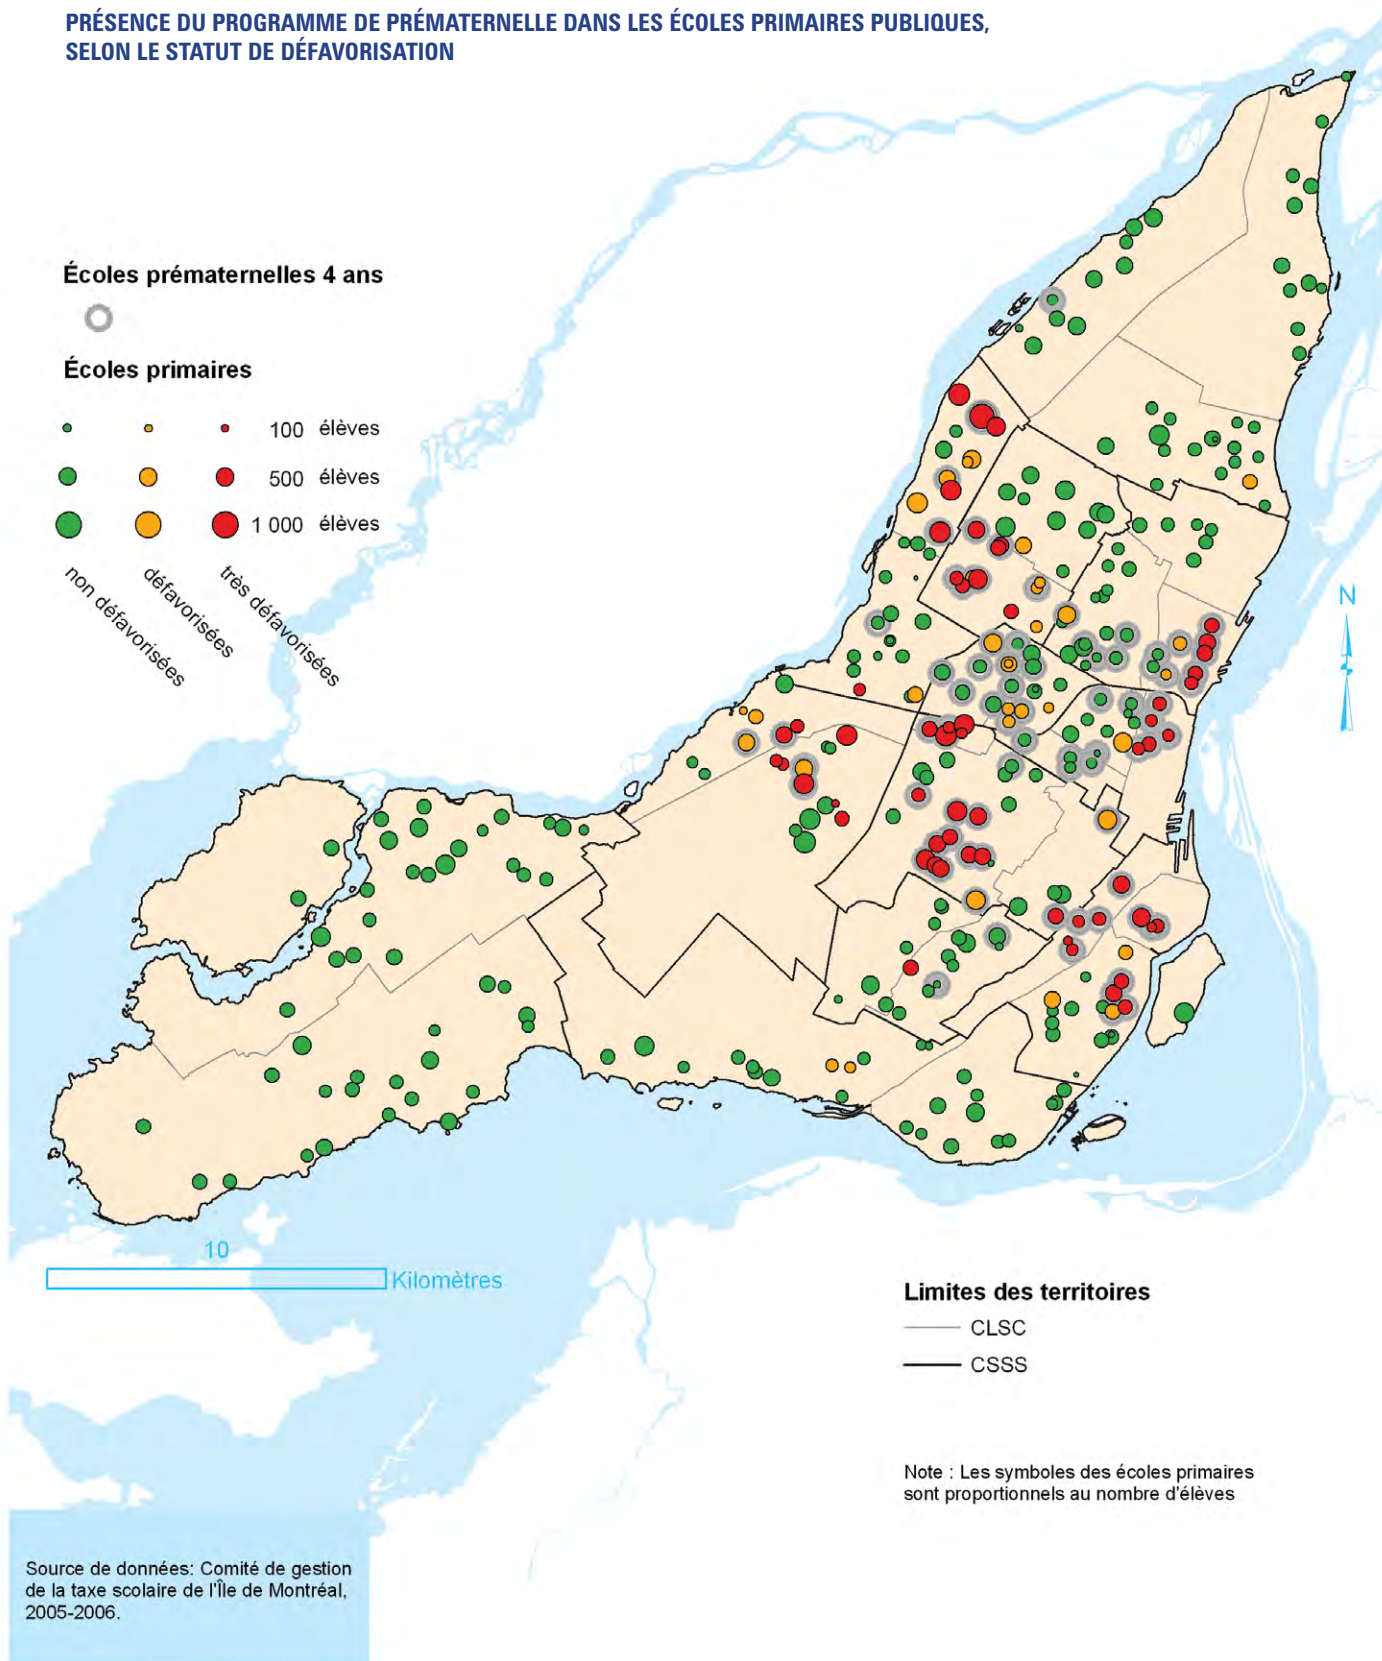 PRÉSENCE DU PROGRAMME DE PRÉMATERNELLE DANS LES ÉCOLES PRIMAIRES PUBLIQUES,
SELON LE STATUT DE DÉFAVORISATION
Écoles prématernelles 4 ans
Écoles primaires
100 élèves
500 élèves
1 000 élèves
non défavorisées
défavorisées
très défavorisées
N
10
Kilomètres
Limites des territoires
CLSC
CSSS
Note : Les symboles des écoles primaires
sont proportionnels au nombre d'élèves
Source de données: Comité de gestion
de la taxe scolaire de l'Île de Montréal,
2005-2006.